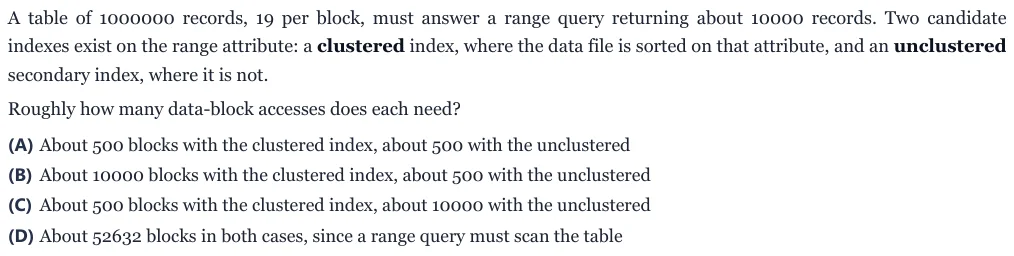 A table of 1000000 records, 19 per block, must answer a range query returning about 10000 records. Two candidate
indexes exist on the range attribute: a clustered index, where the data file is sorted on that attribute, and an unclustered
secondary index, where it is not.
Roughly how many data-block accesses does each need?
(A) About 500 blocks with the clustered index, about 500 with the unclustered
(B) About 10000 blocks with the clustered index, about 500 with the unclustered
(C) About 500 blocks with the clustered index, about 10000 with the unclustered
(D) About 52632 blocks in both cases, since a range query must scan the table